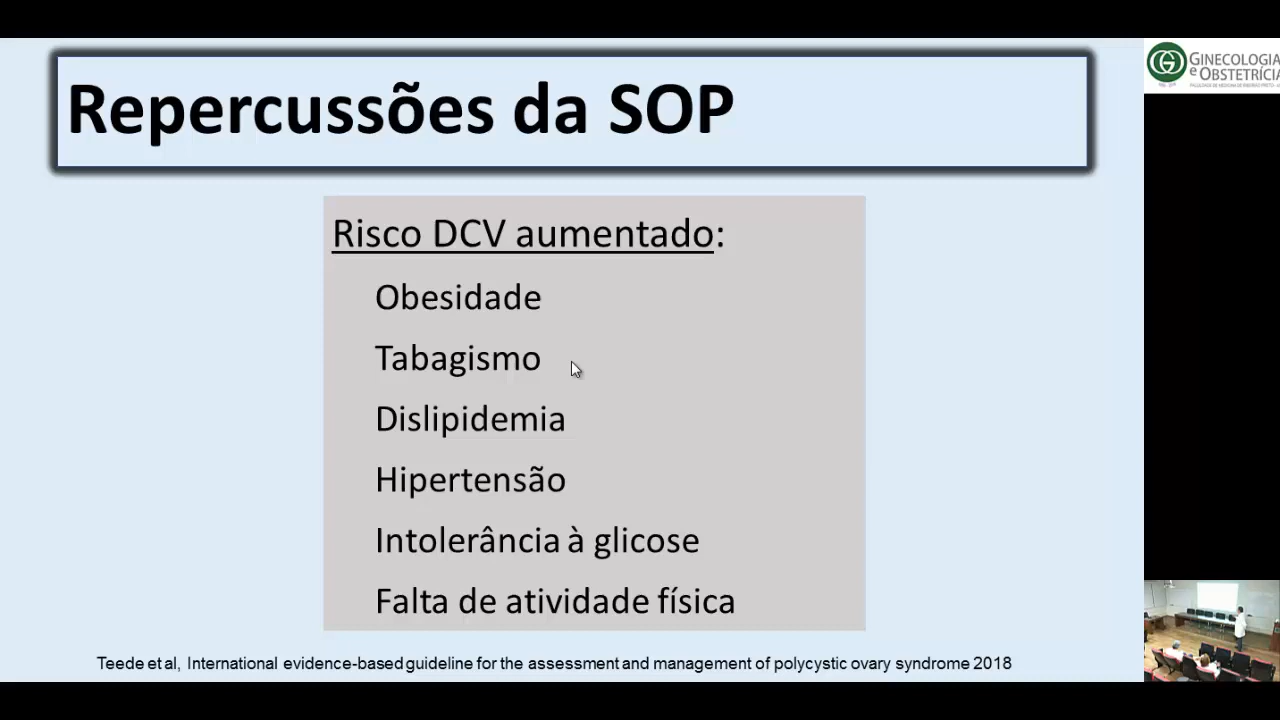 Repercussões da SOP
GINECOLOGIA
e OBSTETRÍCIA
Risco DCV aumentado:
Obesidade
Tabagismo
Dislipidemia
Hipertensão
Intolerância à glicose
Falta de atividade física
Teede et al, International evidence-based guideline for the assessment and management of polycystic ovary syndrome 2018